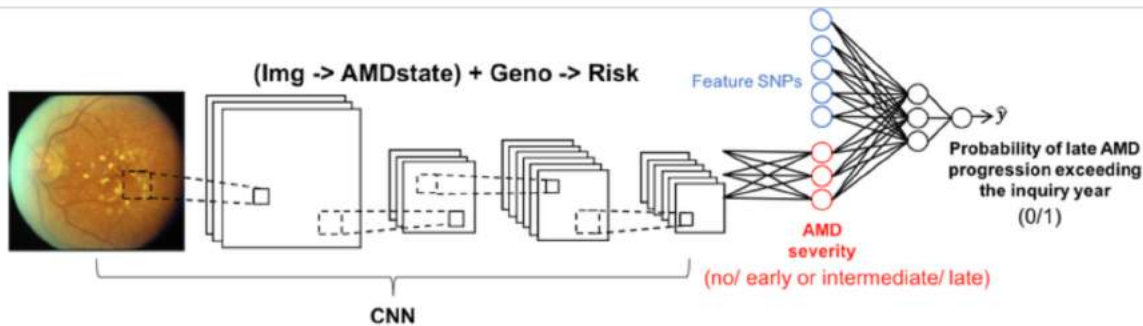 (Img -> AMDstate) + Geno -> Risk
Feature SNPs
ŷ
Probability of late AMD
progression exceeding
the inquiry year
(0/1)
AMD
severity
(no/ early or intermediate/ late)
CNN